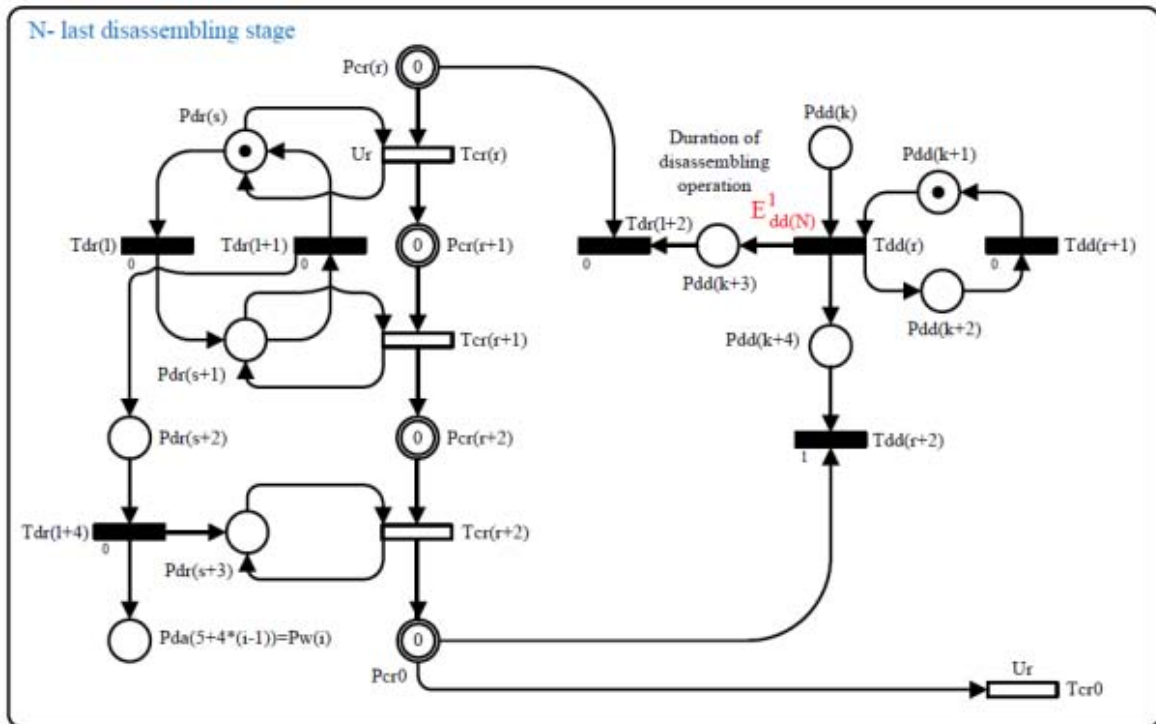 N- last disassembling stage
Pcr(r)
0
Pdr(s)
Ur
Tcr(r)
Tdr(l)
0
Tdr(l+1)
0
0
Pcr(r+1)
Pdr(s+1)
Tcr(r+1)
Pdr(s+2)
0
Pcr(r+2)
Tdr(l+4)
0
Pdr(s+3)
Tcr(r+2)
Pda(5+4*(i-1))=Pw(i)
0
Pcr0
Duration of
disassembling
operation
Pdd(k)
Pdd(k+1)
E1dd(N)
Tdr(l+2)
0
Pdd(k+3)
Tdd(r)
Tdd(r+1)
0
Pdd(k+2)
Pdd(k+4)
Tdd(r+2)
1
Ur
Tcr0